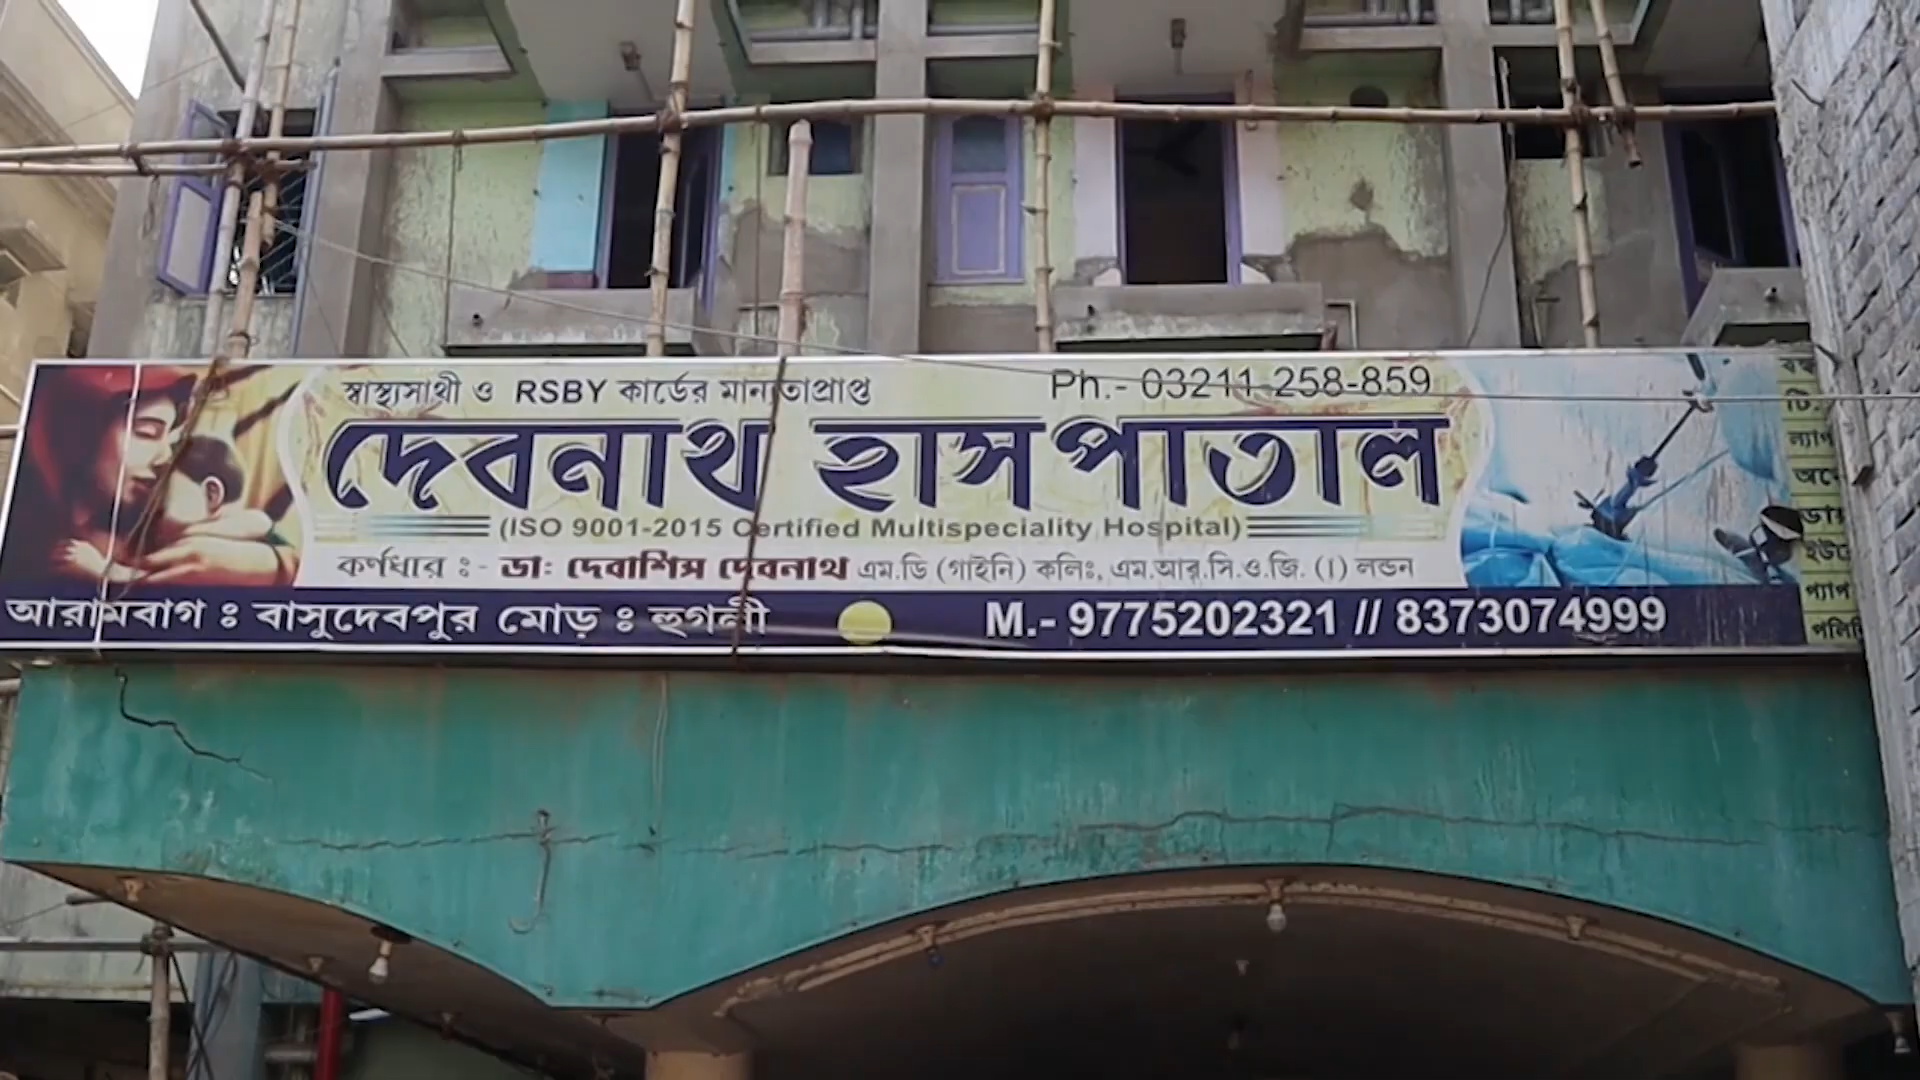 স্বাস্থ্যসাথী ও RSBY কার্ডের মান্যতাপ্রাপ্ত
Ph.- 03211-258-859
দেবনাথ হাসপাতাল
(ISO 9001-2015 Certified Multispeciality Hospital)
কর্ণধার ঃ- ডাঃ দেবাশিস দেবনাথ এম.ডি (গাইনি) কলিঃ, এম.আর.সি.ও.জি. (I) লন্ডন
আরামবাগ ঃ বাসুদেবপুর মোড় ঃ হুগলী
M.- 9775202321 // 8373074999